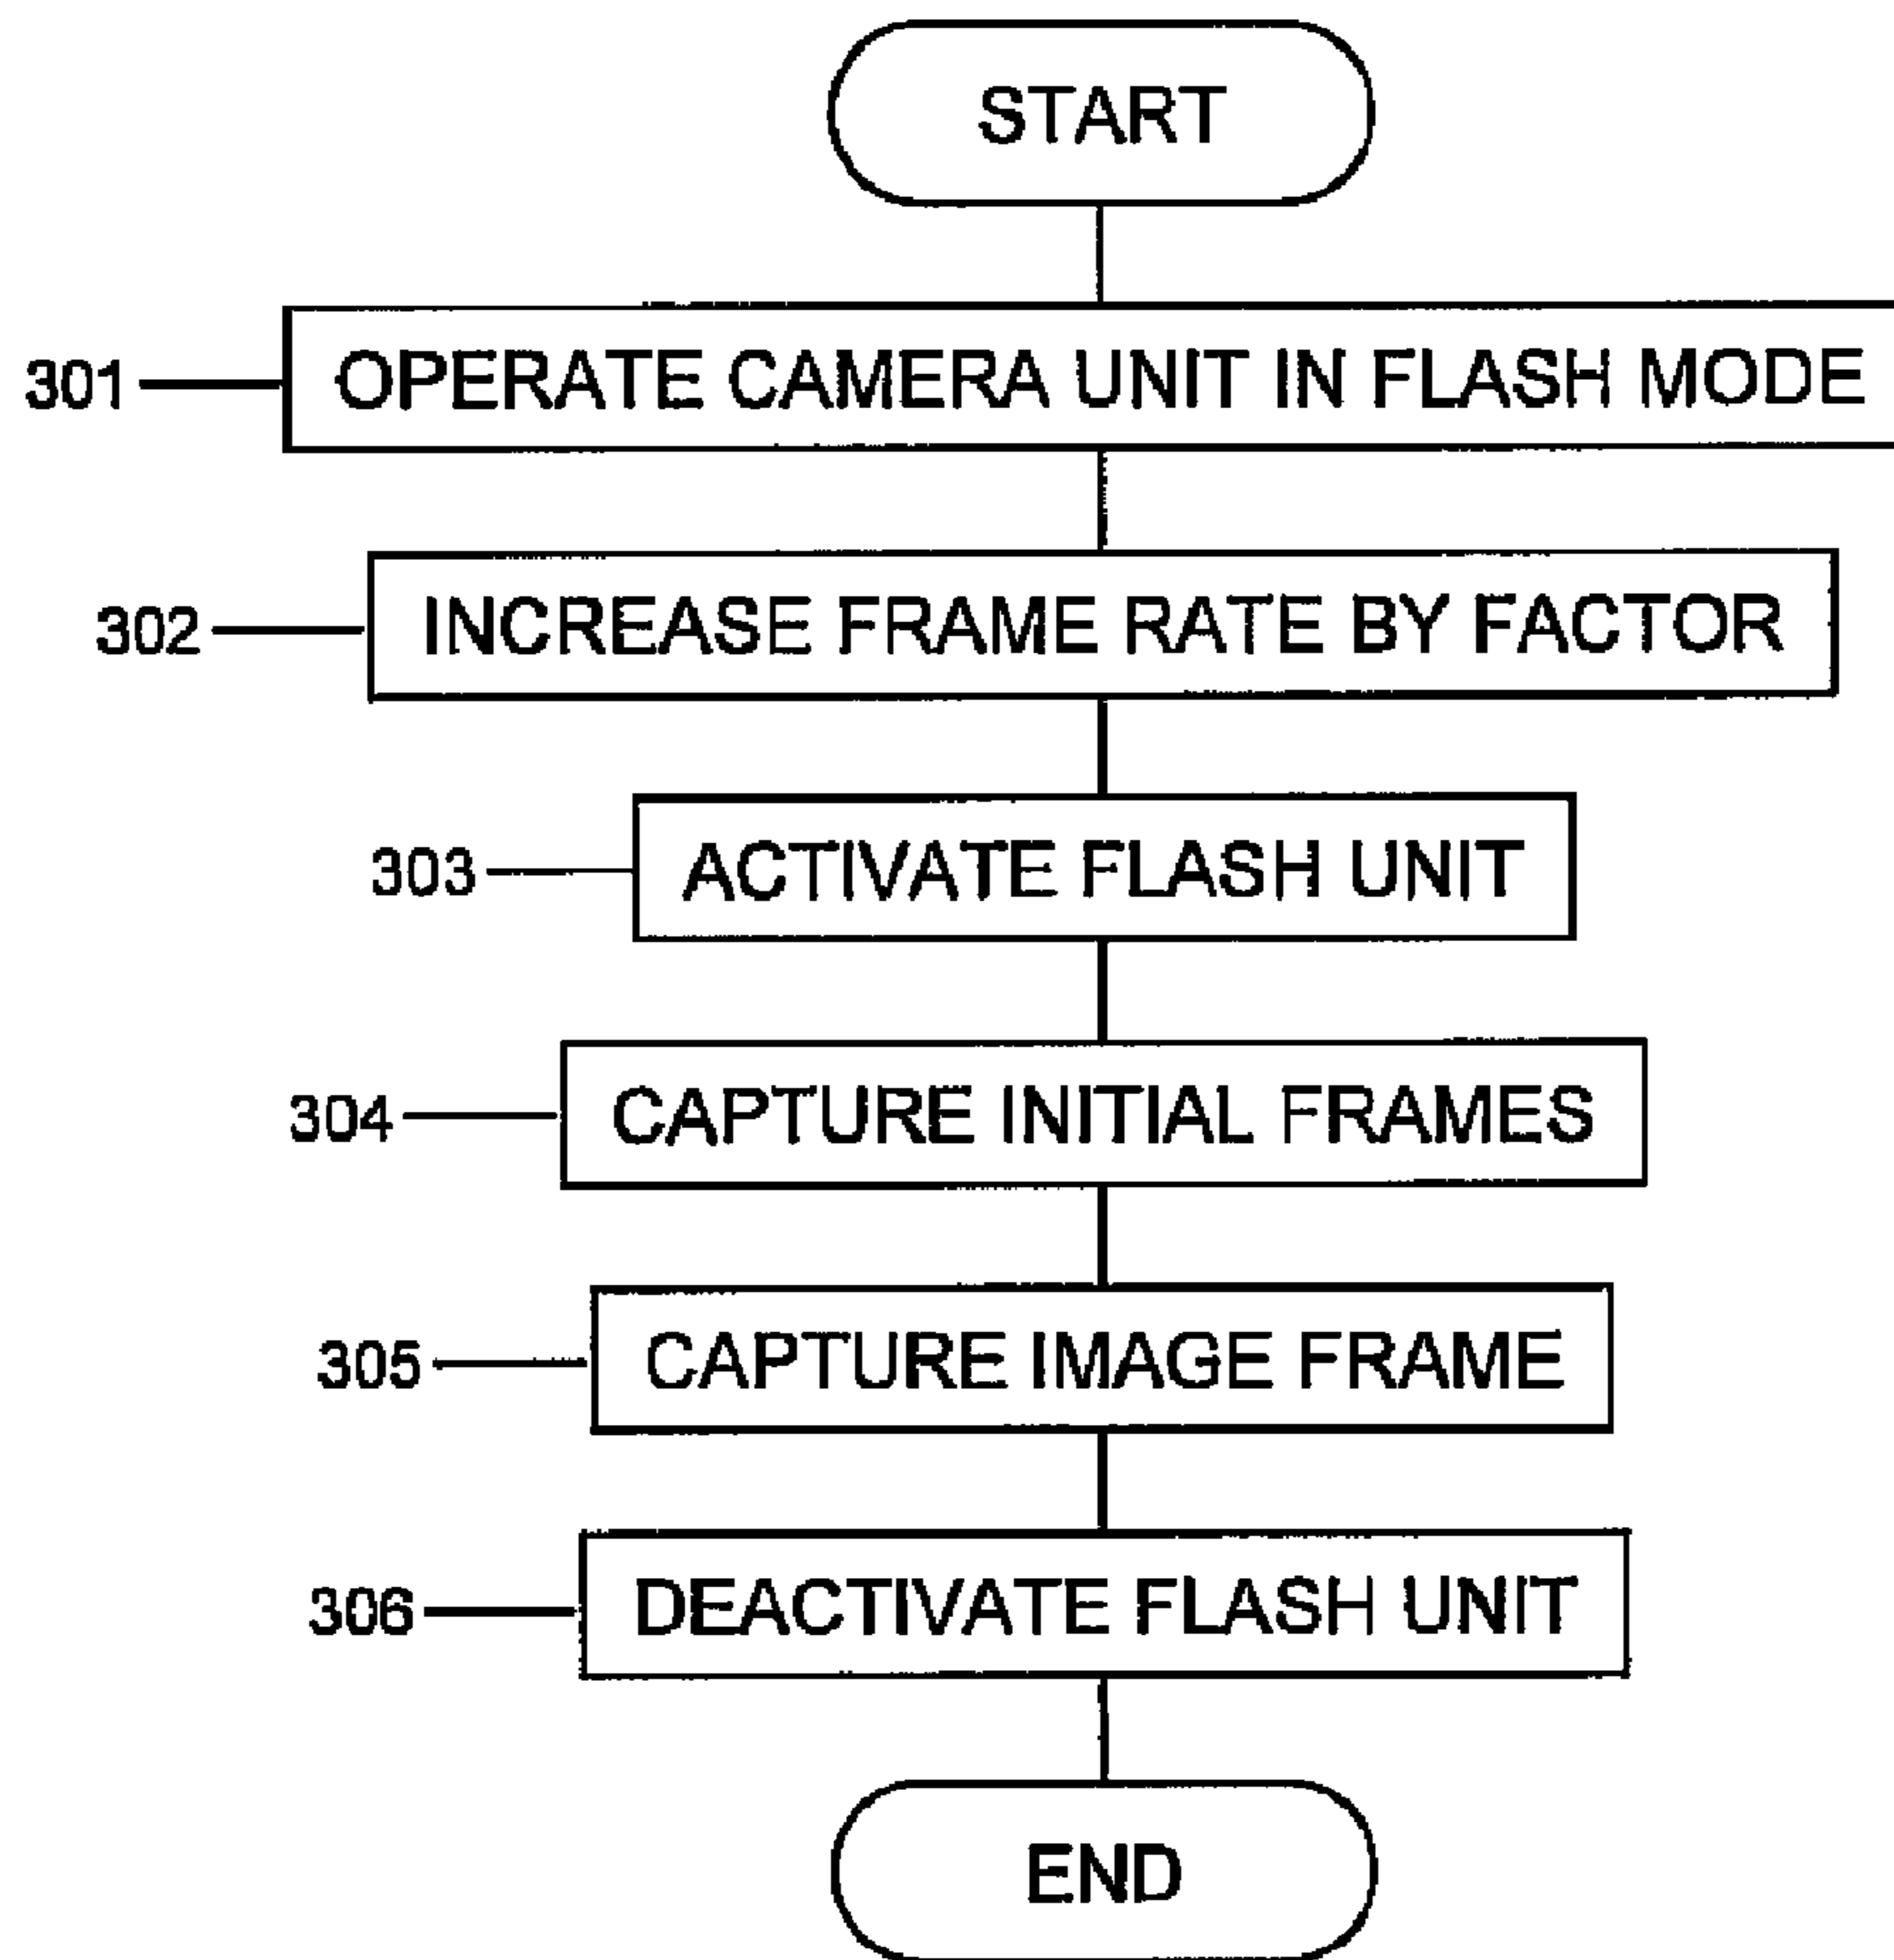 START
301 OPERATE CAMERA UNIT IN FLASH MODE
302 INCREASE FRAME RATE BY FACTOR
303 ACTIVATE FLASH UNIT
304 CAPTURE INITIAL FRAMES
305 CAPTURE IMAGE FRAME
306 DEACTIVATE FLASH UNIT
END